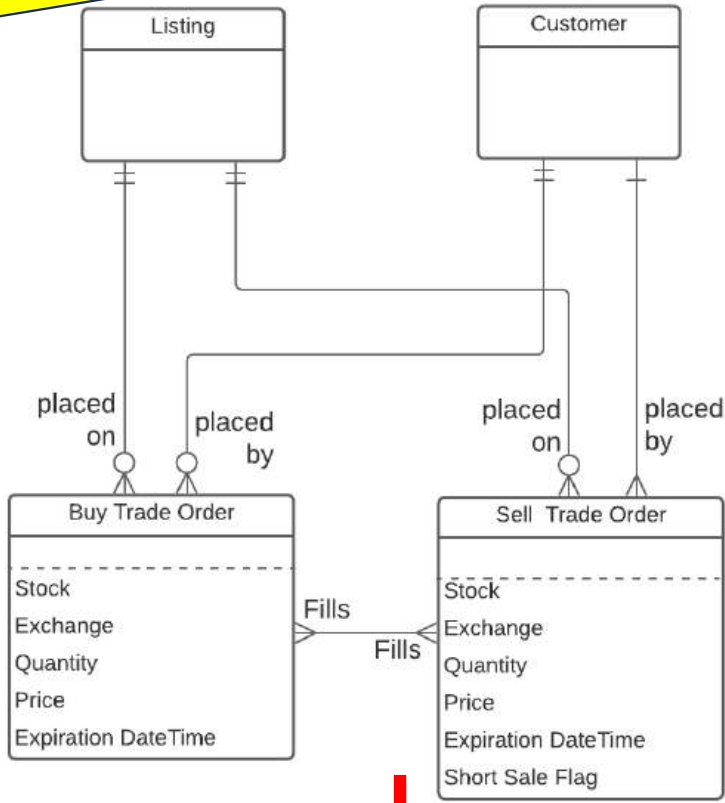 Listing
Customer
placed
on
placed
by
placed
on
placed
by
Buy Trade Order
Stock
Exchange
Quantity
Price
Expiration DateTime
Fills
Fills
Sell Trade Order
Stock
Exchange
Quantity
Price
Expiration DateTime
Short Sale Flag